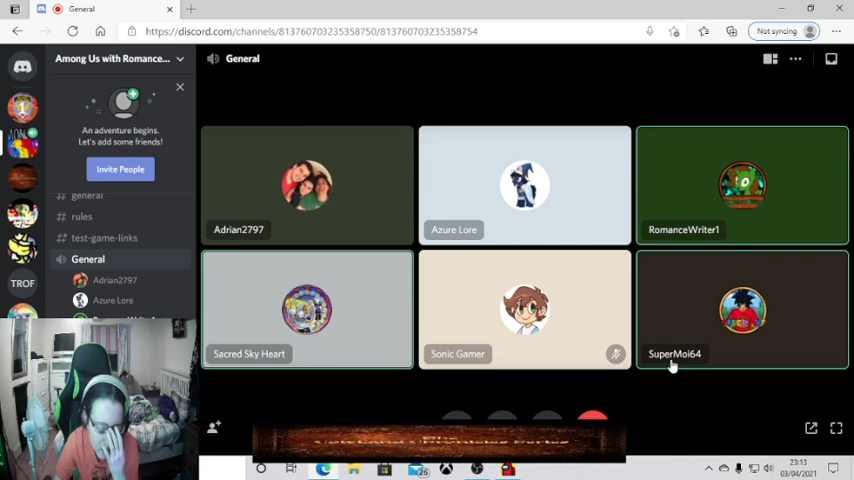 General
https://discord.com/channels/813760703235358750/813760703235358754
Not syncing
Among Us with Romance...
General
An adventure begins.
Let's add some friends!
Invite People
general
rules
test-game-links
General
Adrian2797
Azure Lore
TROF
Adrian2797
Azure Lore
RomanceWriter1
Sacred Sky Heart
Sonic Gamer
SuperMoi64
26
23:13
03/04/2021